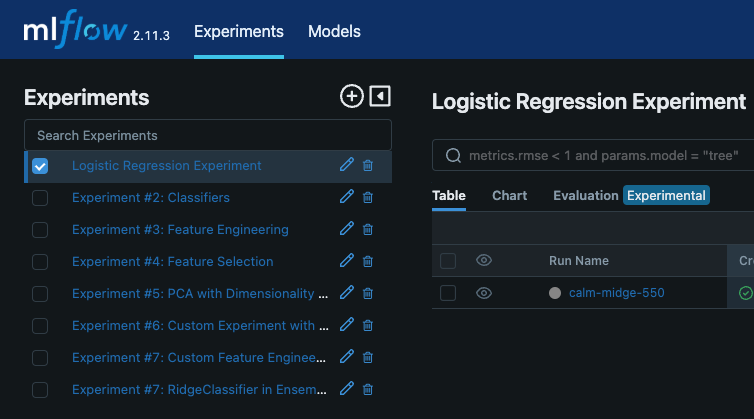 mlflow 2.11.3 Experiments Models
Experiments
Search Experiments
Logistic Regression Experiment
Experiment #2: Classifiers
Experiment #3: Feature Engineering
Experiment #4: Feature Selection
Experiment #5: PCA with Dimensionality ...
Experiment #6: Custom Experiment with ...
Experiment #7: Custom Feature Enginee...
Experiment #7: RidgeClassifier in Ensem...
Logistic Regression Experiment
metrics.rmse < 1 and params.model = "tree"
Table Chart Evaluation Experimental
Run Name Cr
calm-midge-550